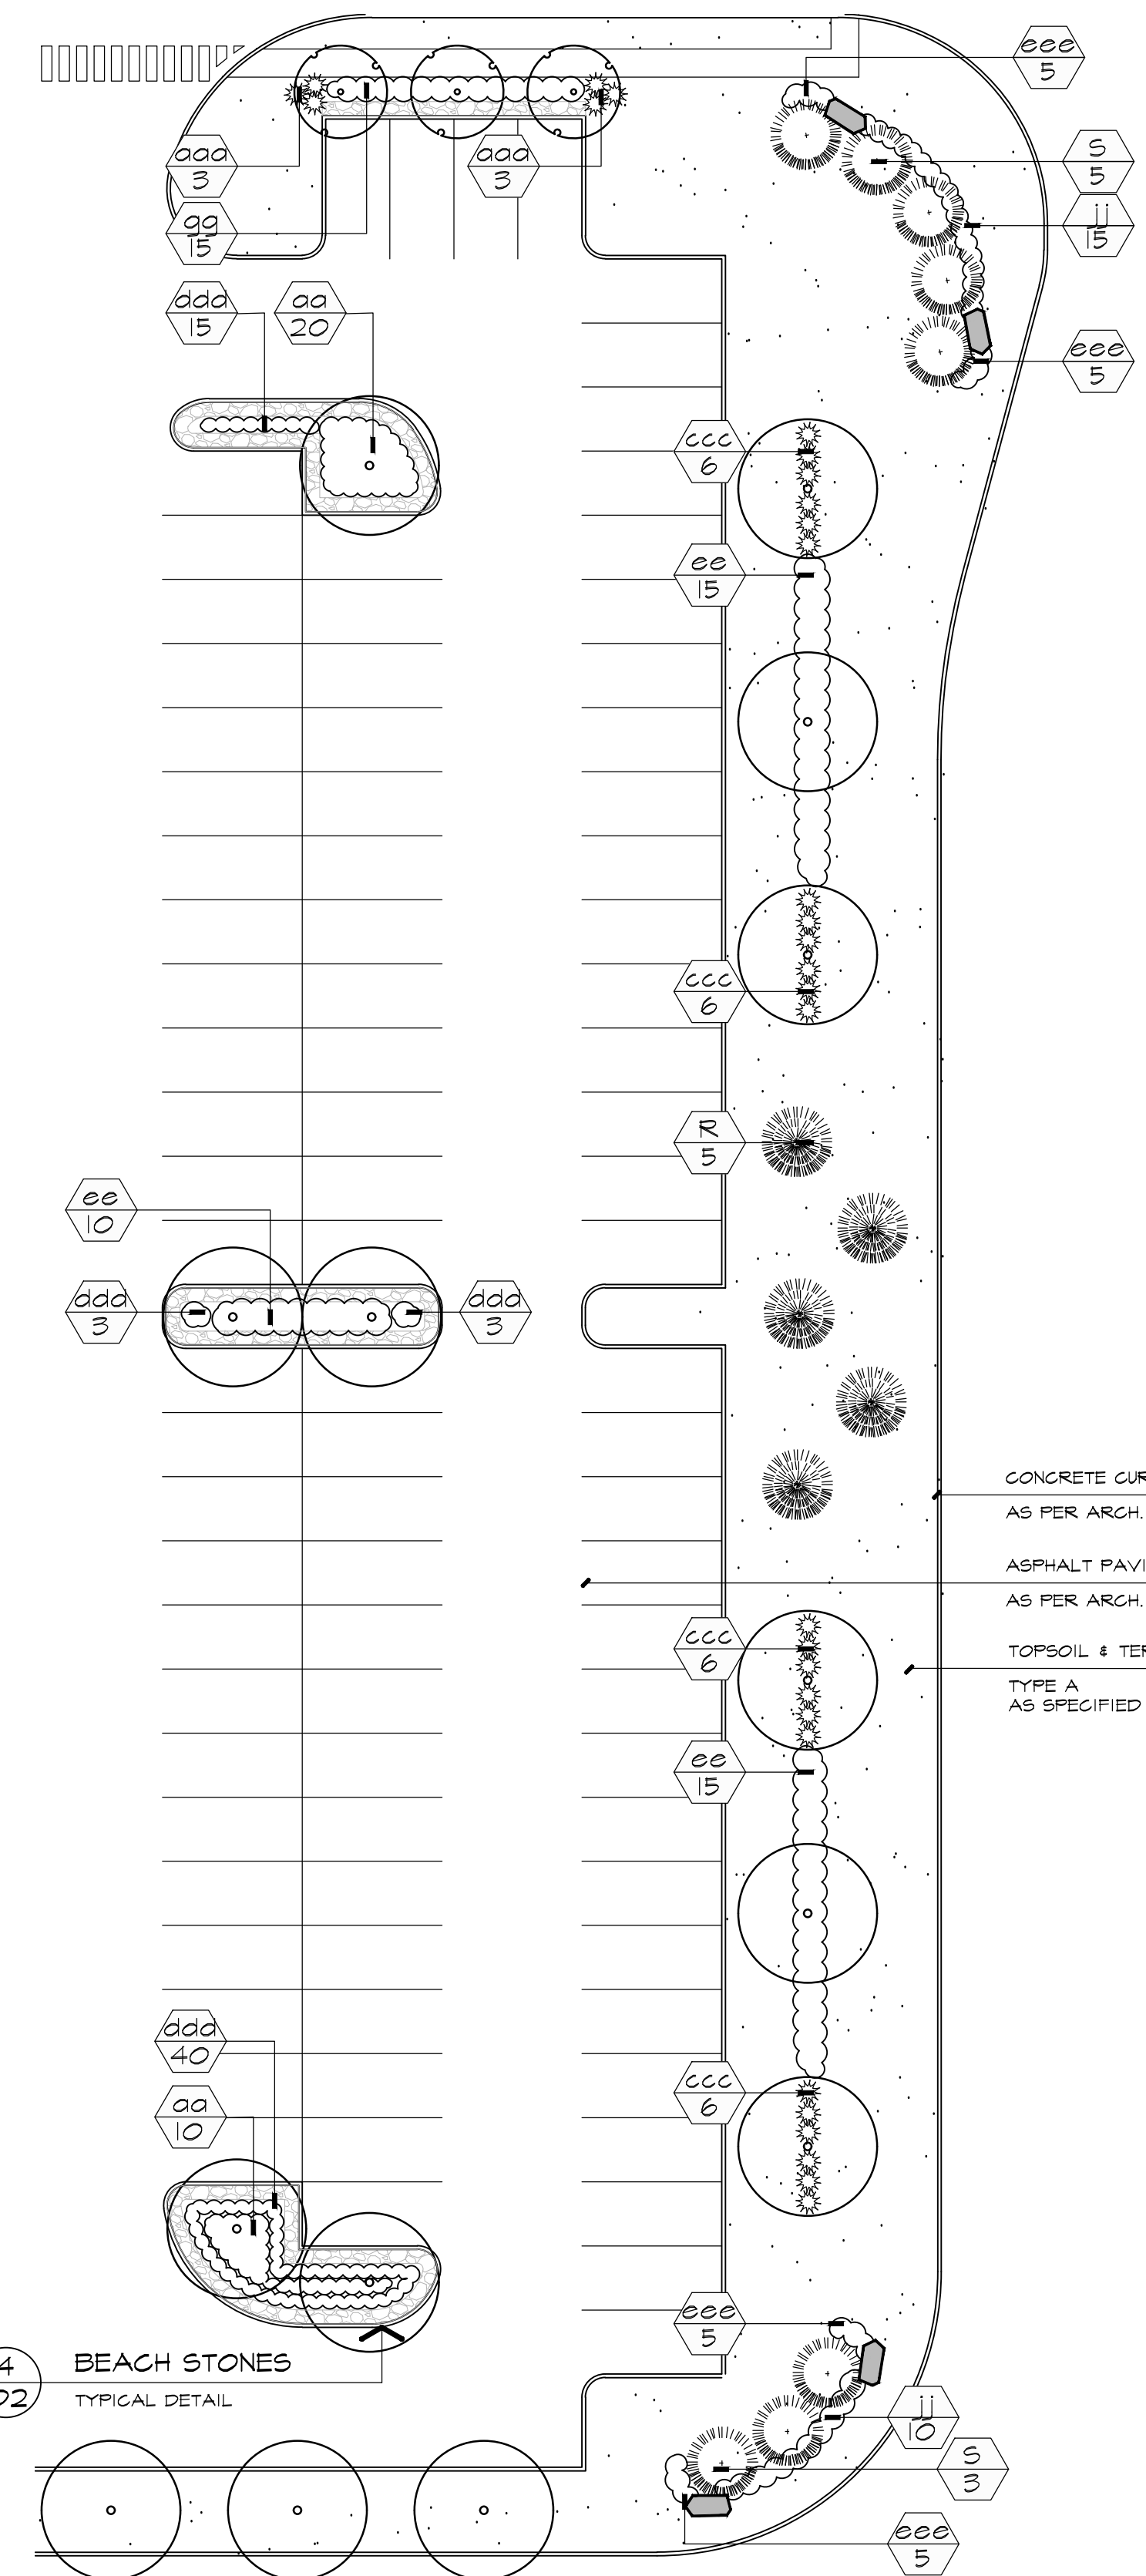 eee
5
aaa
3
aaa
3
S
5
gg
15
jj
15
ddd
15
aa
20
eee
5
ccc
6
ee
15
ccc
6
R
5
ee
10
ddd
3
ddd
3
CONCRETE
AS PER ARCH.
ASPHALT
AS PER ARCH.
ccc
6
TOPSOIL &
TYPE A
AS SPECIFIED
ee
15
ddd
40
ccc
6
aa
10
eee
5
4
BEACH STONES
TYPICAL DETAIL
jj
10
S
3
eee
5